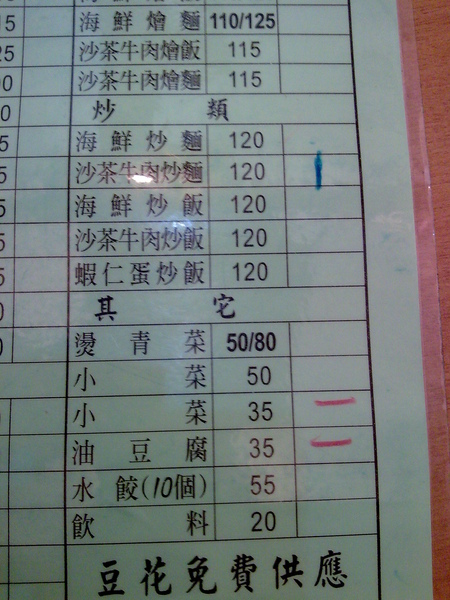 海鮮燴麵 110/125
沙茶牛肉燴飯 115
沙茶牛肉燴麵 115
炒類
海鮮炒麵 120
沙茶牛肉炒麵 120
海鮮炒飯 120
沙茶牛肉炒飯 120
蝦仁蛋炒飯 120
其它
燙青菜 50/80
小菜 50
小菜 35
油豆腐 35
水餃(10個) 55
飲料 20
豆花免費供應